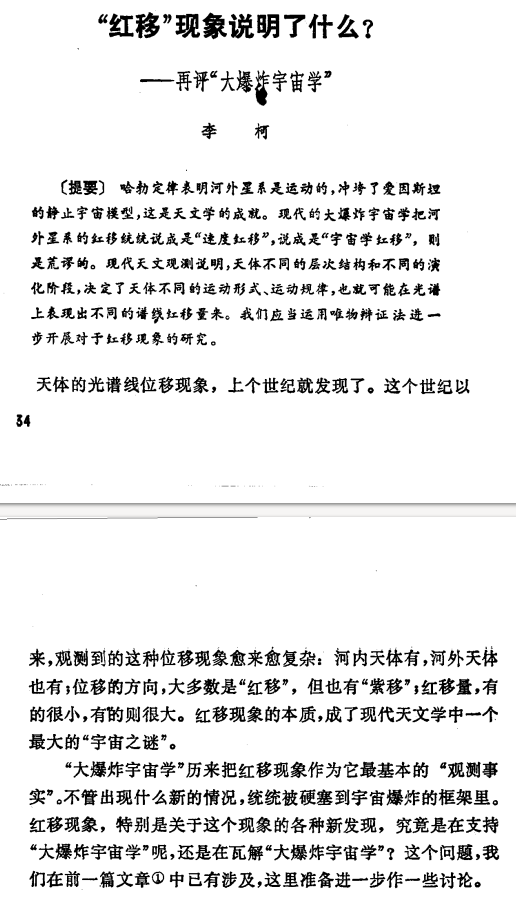 “红移”现象说明了什么？
——再评“大爆炸宇宙学”
李 柯
〔提要〕 哈勃定律表明河外星系是运动的，冲垮了爱因斯坦
的静止宇宙模型，这是天文学的成就。现代的大爆炸宇宙学把河
外星系的红移统统说成是“速度红移”，说成是“宇宙学红移”，则
是荒谬的。现代天文观测说明，天体不同的层次结构和不同的演
化阶段，决定了天体不同的运动形式、运动规律，也就可能在光谱
上表现出不同的谱线红移量来。我们应当运用唯物辩证法进一
步开展对于红移现象的研究。
天体的光谱线位移现象，上个世纪就发现了。这个世纪以
34
来，观测到的这种位移现象愈来愈复杂：河内天体有，河外天体
也有；位移的方向，大多数是“红移”，但也有“紫移”；红移量，有
的很小，有的则很大。红移现象的本质，成了现代天文学中一个
最大的“宇宙之谜”。
“大爆炸宇宙学”历来把红移现象作为它最基本的“观测事
实”。不管出现什么新的情况，统统被硬塞到宇宙爆炸的框架里。
红移现象，特别是关于这个现象的各种新发现，究竟是在支持
“大爆炸宇宙学”呢，还是在瓦解“大爆炸宇宙学”？这个问题，我
们在前一篇文章①中已有涉及，这里准备进一步作一些讨论。